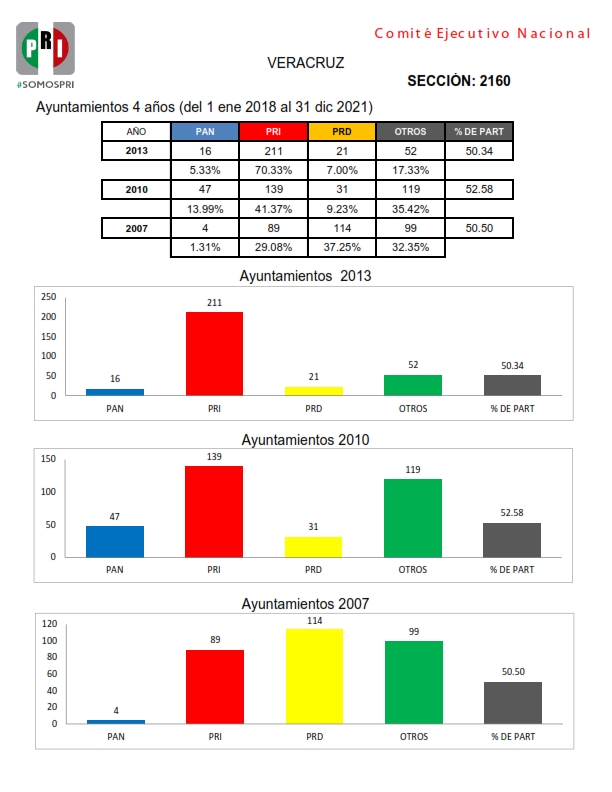 Comité Ejecutivo Nacional
PRI
#SOMOSPRI
VERACRUZ
SECCIÓN: 2160
Ayuntamientos 4 años (del 1 ene 2018 al 31 dic 2021)
AÑO PAN PRI PRD OTROS % DE PART
2013 16 211 21 52 50.34
5.33% 70.33% 7.00% 17.33%
2010 47 139 31 119 52.58
13.99% 41.37% 9.23% 35.42%
2007 4 89 114 99 50.50
1.31% 29.08% 37.25% 32.35%
Ayuntamientos 2013
250
200
150
100
50
0
16 211 21 52 50.34
PAN PRI PRD OTROS % DE PART
Ayuntamientos 2010
150
100
50
0
47 139 31 119 52.58
PAN PRI PRD OTROS % DE PART
Ayuntamientos 2007
120
100
80
60
40
20
0
4 89 114 99 50.50
PAN PRI PRD OTROS % DE PART